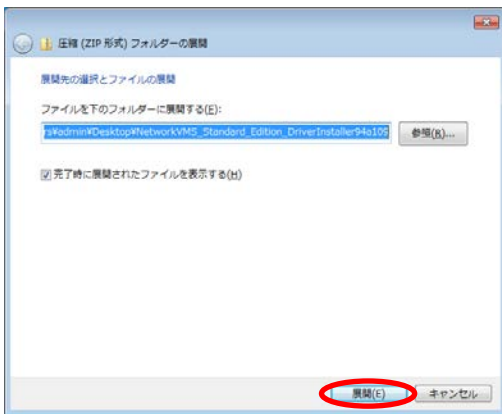 圧縮 (ZIP 形式) フォルダーの展開
展開先の選択とファイルの展開
ファイルを下のフォルダーに展開する(F):
rs¥admin¥Desktop¥NetworkVMS_Standard_Edition_DriverInstaller94a109
参照(R)...
完了時に展開されたファイルを表示する(H)
展開(E)
キャンセル